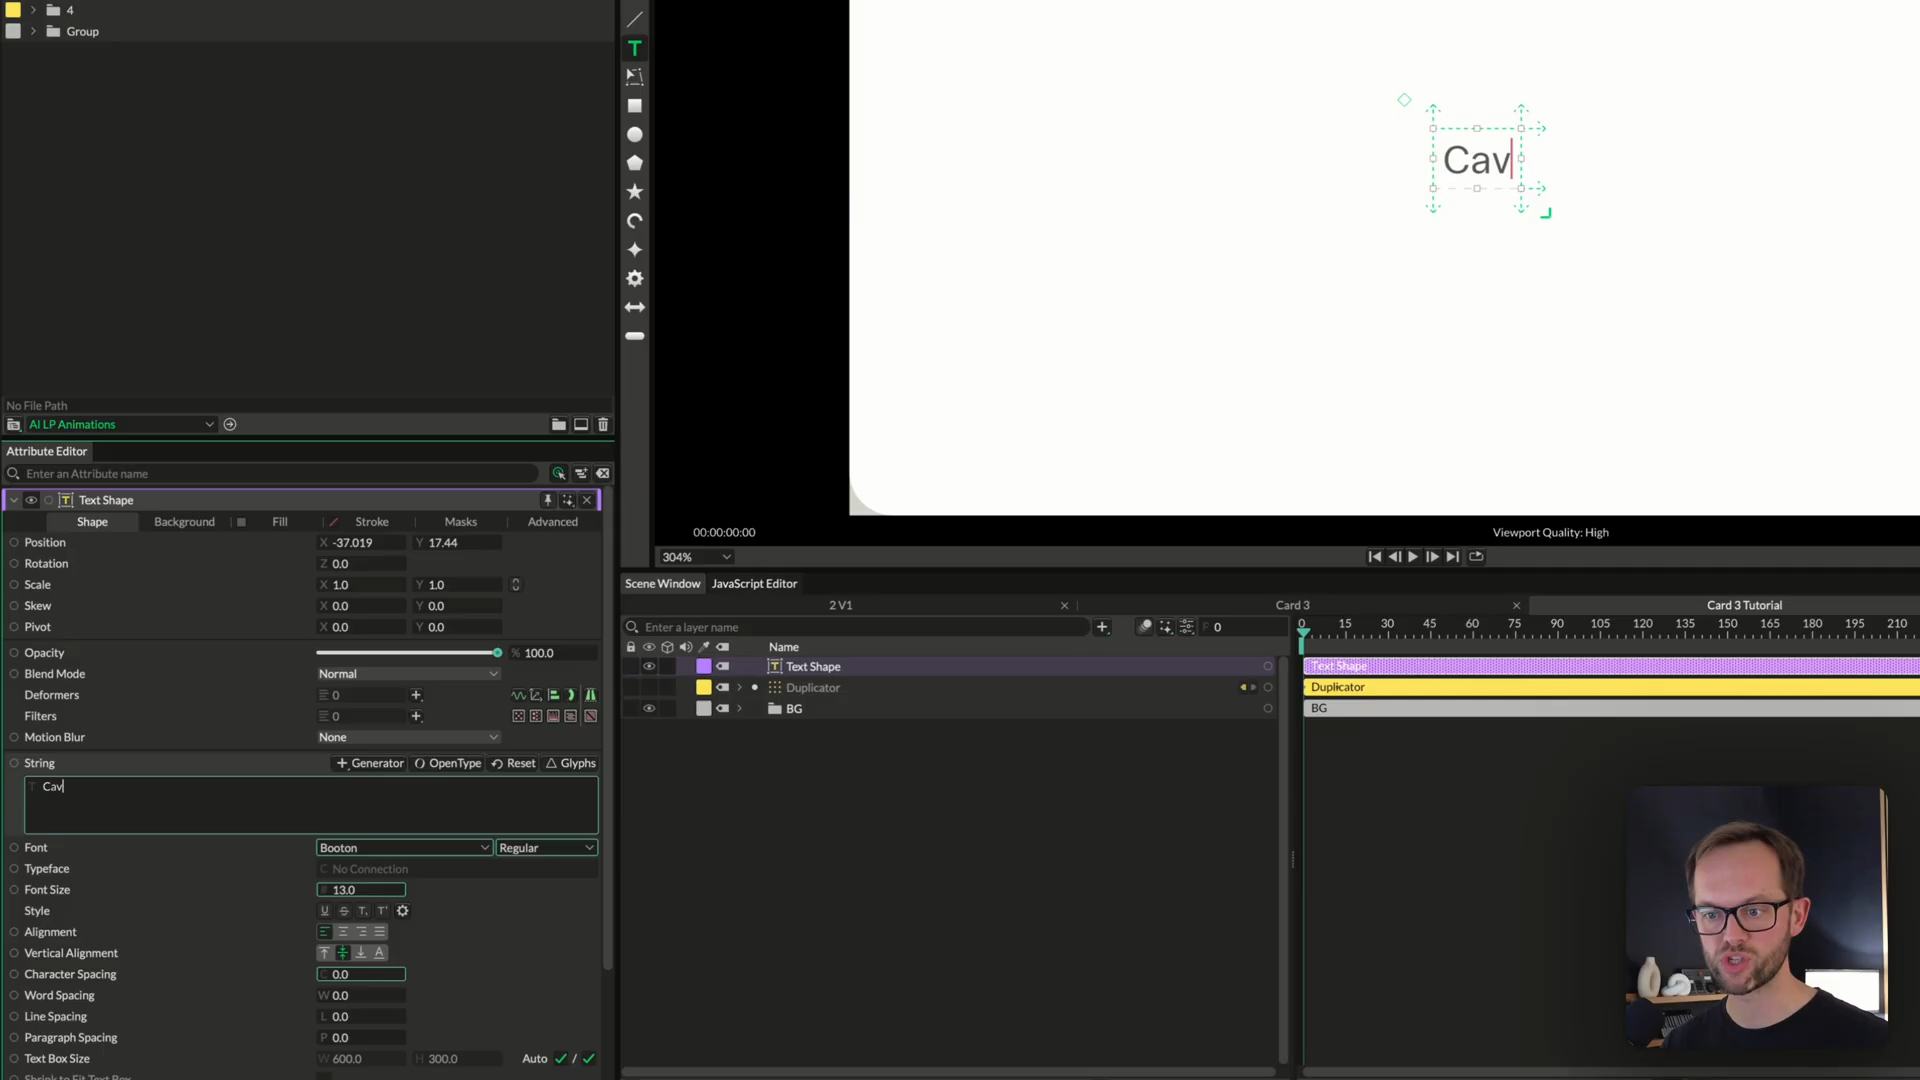 4
Group
No File Path
AI LP Animations
Attribute Editor
Enter an Attribute name
Text Shape
Shape Background Fill Stroke Masks Advanced
Position X -37.019 Y 17.44
Rotation Z 0.0
Scale X 1.0 Y 1.0
Skew X 0.0 Y 0.0
Pivot X 0.0 Y 0.0
Opacity % 100.0
Blend Mode Normal
Deformers 0
Filters 0
Motion Blur None
String Generator OpenType Reset Glyphs
T Cav
Font Booton Regular
Typeface C No Connection
Font Size 13.0
Style
Alignment
Vertical Alignment
Character Spacing C 0.0
Word Spacing W 0.0
Line Spacing L 0.0
Paragraph Spacing P 0.0
Text Box Size W 600.0 H 300.0 Auto /
Shrink to Fit Text Box
Cav
00:00:00:00 Viewport Quality: High
304%
Scene Window JavaScript Editor
2 V1 Card 3 Card 3 Tutorial
Enter a layer name F 0
0 15 30 45 60 75 90 105 120 135 150 165 180 195 210
Name
Text Shape Text Shape
Duplicator Duplicator
BG BG